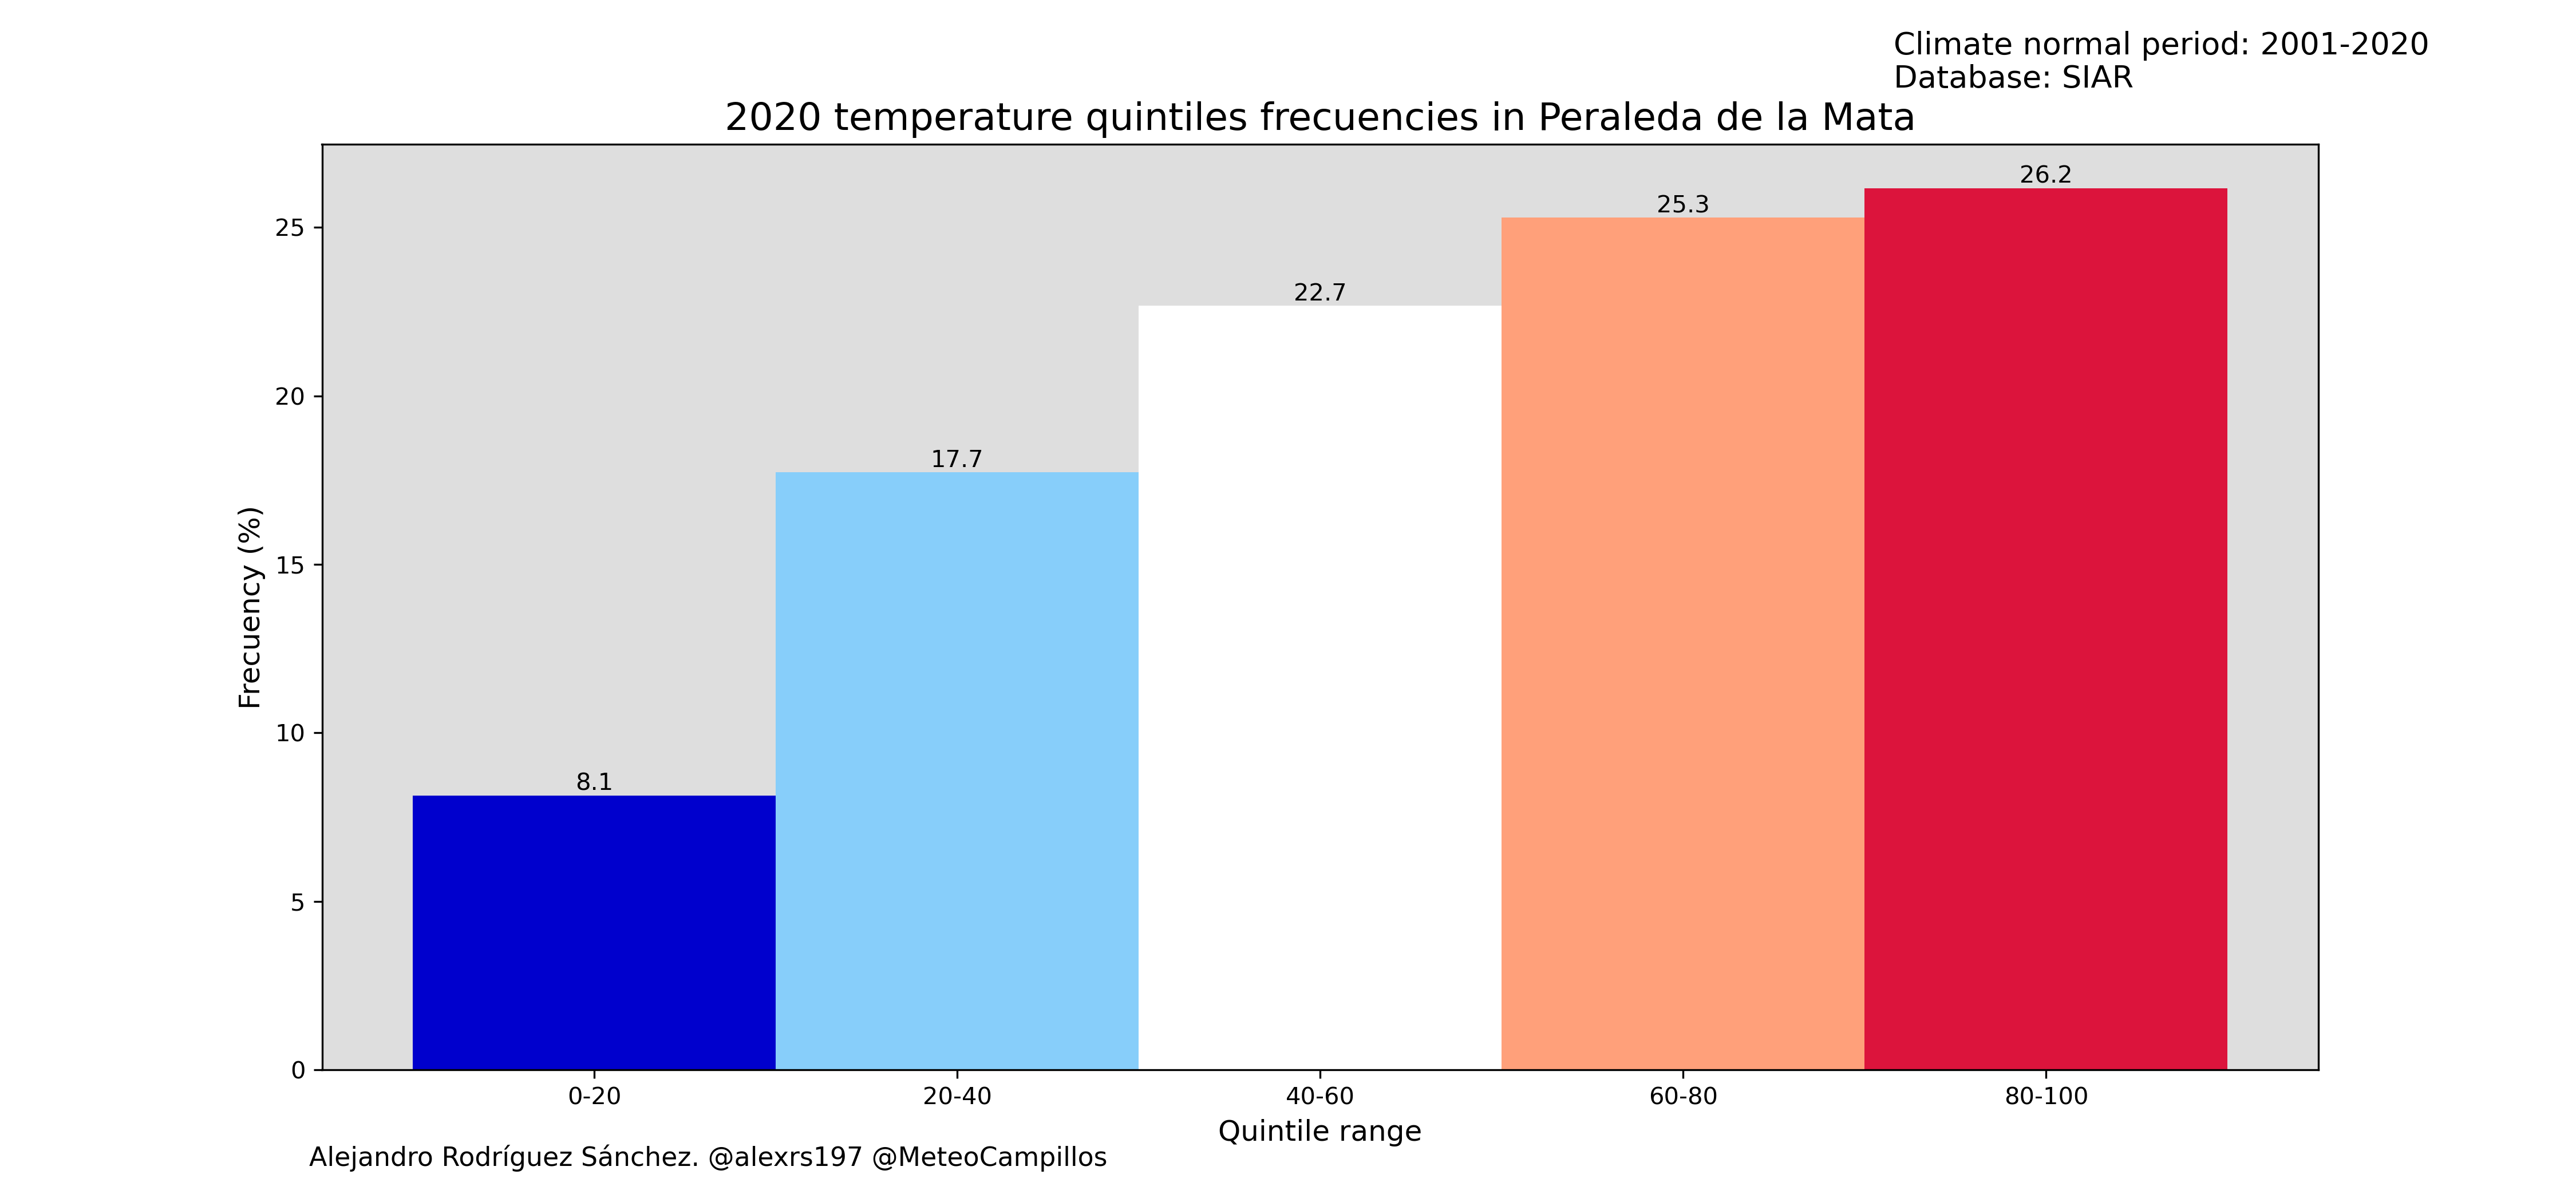 Climate normal period: 2001-2020
Database: SIAR
2020 temperature quintiles frecuencies in Peraleda de la Mata
Frecuency (%)
25
20
15
10
5
0
8.1
17.7
22.7
25.3
26.2
0-20
20-40
40-60
60-80
80-100
Quintile range
Alejandro Rodríguez Sánchez. @alexrs197 @MeteoCampillos